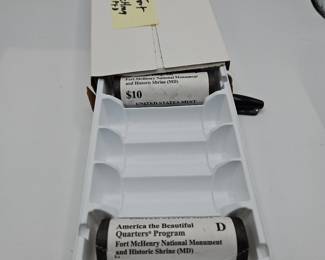 Fort McHenry National Monument
and Historic Shrine (MD)
$10
UNITED STATES MINT
America the Beautiful
Quarters® Program
D
Fort McHenry National Monument
and Historic Shrine (MD)